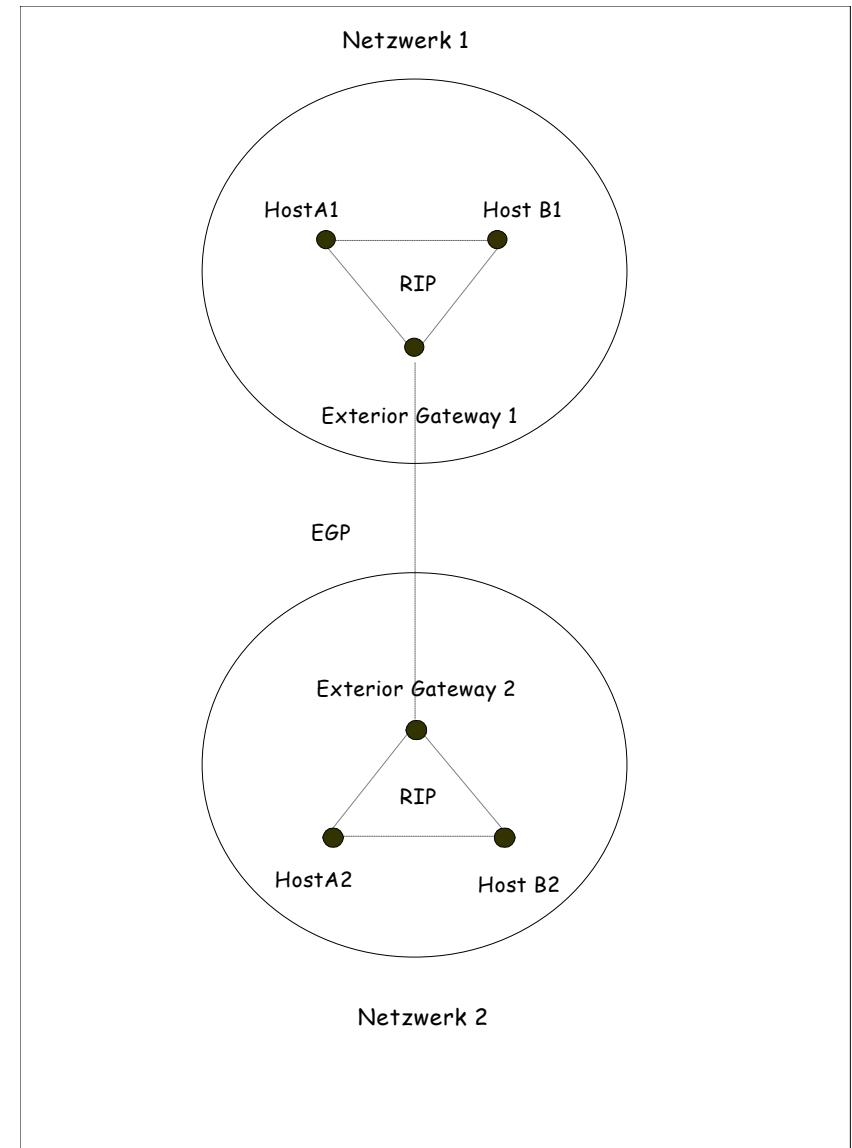 Netzwerk 1
HostA1 Host B1
RIP
Exterior Gateway 1
EGP
Exterior Gateway 2
RIP
HostA2 Host B2
Netzwerk 2